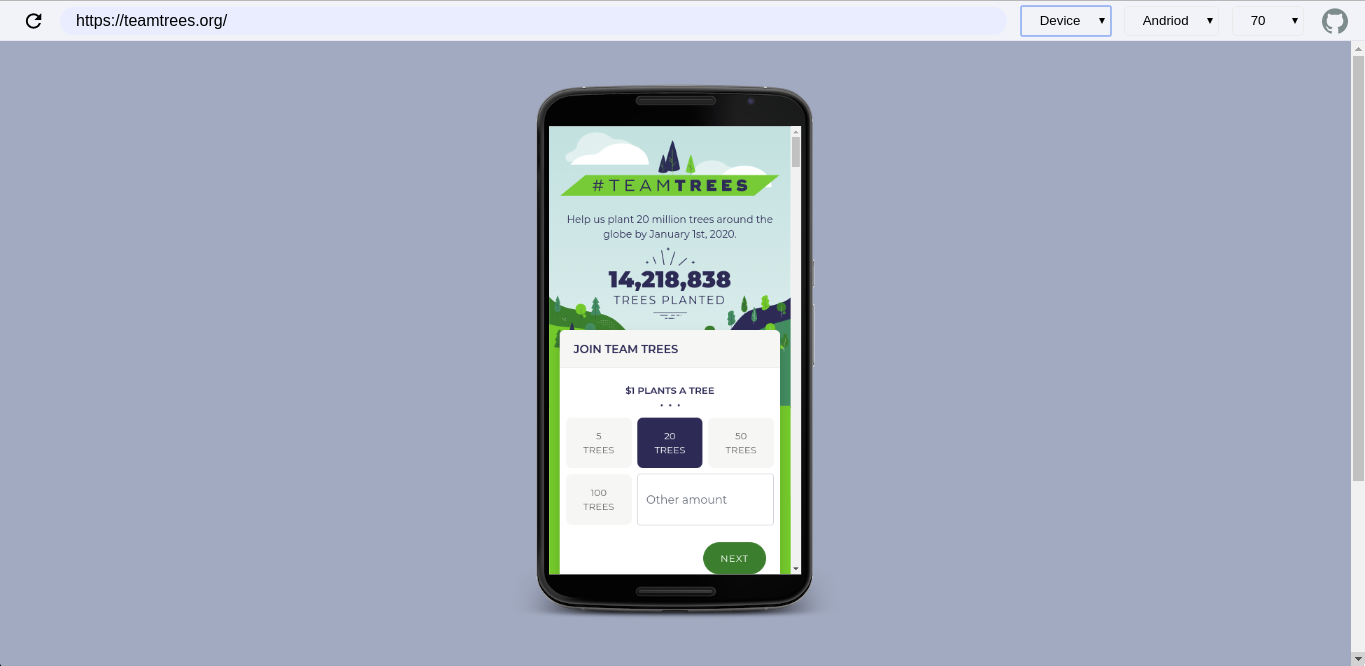 https://teamtrees.org/
Device
Andriod
70
#TEAMTREES
Help us plant 20 million trees around the
globe by January 1st, 2020.
14,218,838
TREES PLANTED
JOIN TEAM TREES
$1 PLANTS A TREE
5
TREES
20
TREES
50
TREES
100
TREES
Other amount
NEXT